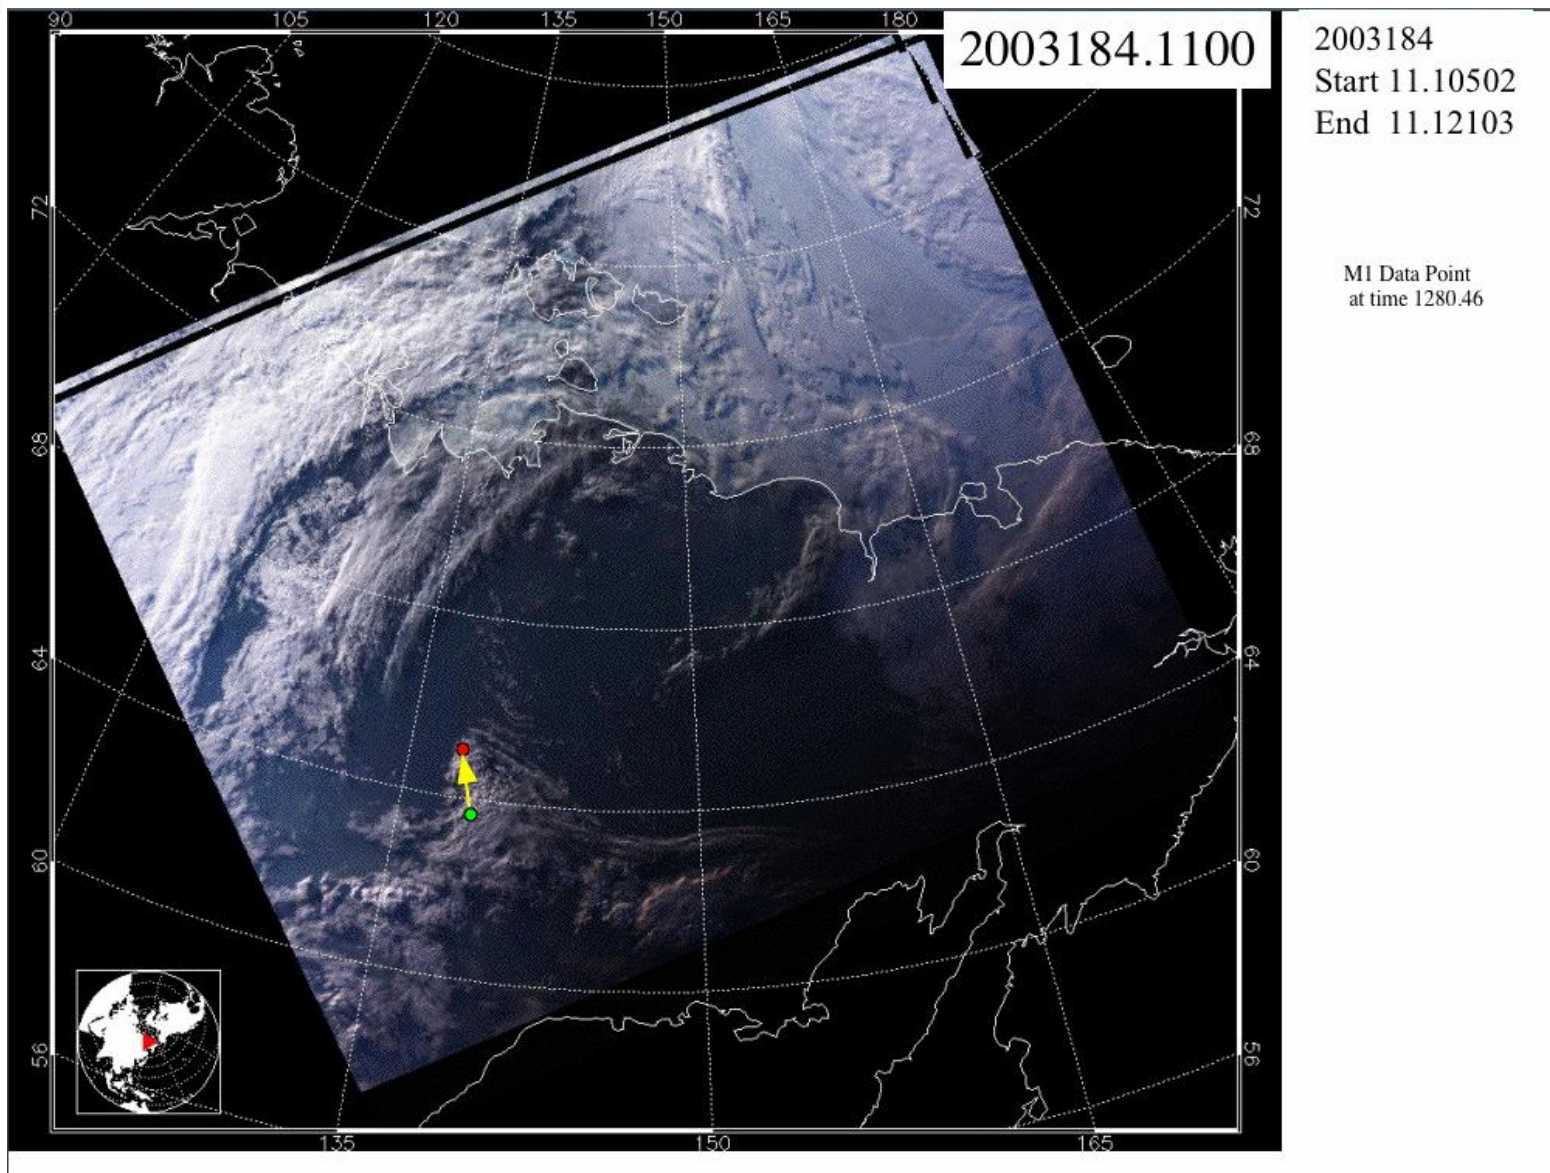 90 105 120 135 150 165 180
2003184.1100
2003184
Start 11.10502
End 11.12103
72 72
M1 Data Point
at time 1280.46
68 68
64 64
60 60
56 56
135 150 165